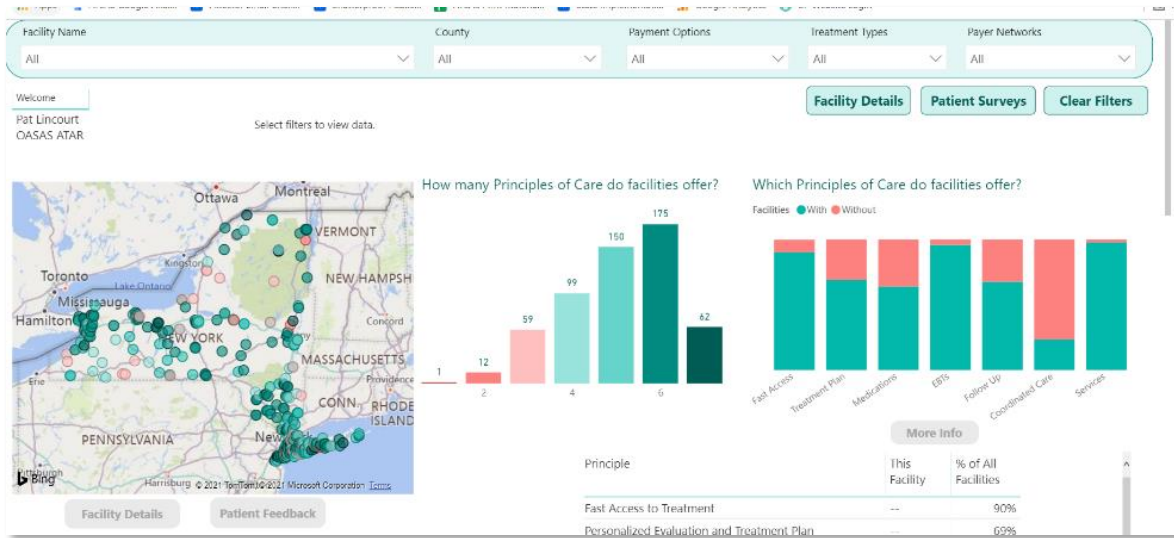 Facility Name
County
Payment Options
Treatment Types
Payer Networks
All
All
All
All
All
Welcome
Pat Lincourt
OASAS ATAR
Select filters to view data.
Facility Details
Patient Surveys
Clear Filters
How many Principles of Care do facilities offer?
Which Principles of Care do facilities offer?
Facilities With Without
Ottawa
Montreal
VERMONT
Kingston
Toronto
Lake Ontario
NEW HAMPSH
Mississauga
Hamilton
NEW YORK
Concord
MASSACHUSETTS
Providence
Erie
CONN.
RHODE
ISLAND
PENNSYLVANIA
New
Pittsburgh
Bing
Harrisburg
© 2021 TomTom © 2021 Microsoft Corporation Terms
1
12
59
99
150
175
62
2
4
6
Fast Access
Treatment Plan
Medications
EBTs
Follow Up
Coordinated Care
Services
More Info
Facility Details
Patient Feedback
Principle
This
Facility
% of All
Facilities
Fast Access to Treatment -- 90%
Personalized Evaluation and Treatment Plan -- 69%